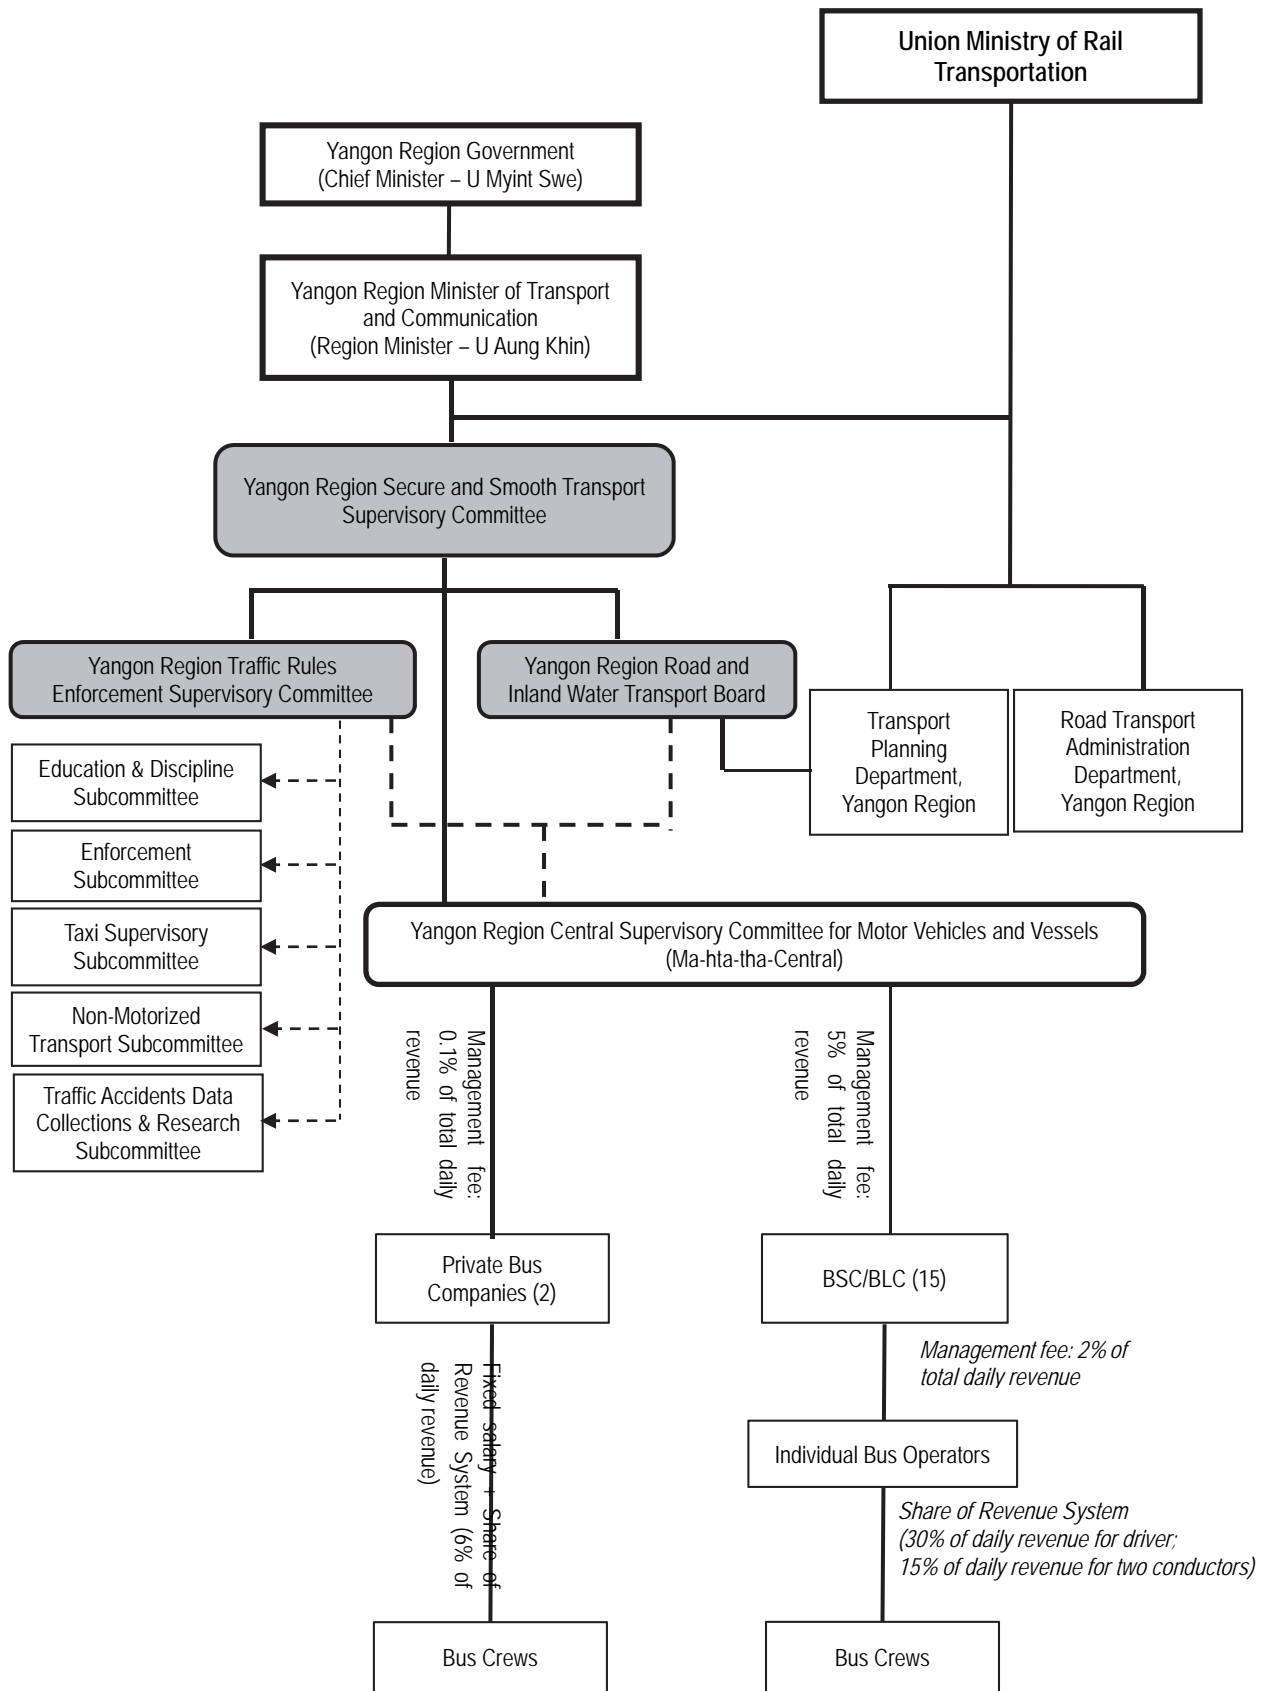 Union Ministry of Rail
Transportation
Yangon Region Government
(Chief Minister – U Myint Swe)
Yangon Region Minister of Transport
and Communication
(Region Minister – U Aung Khin)
Yangon Region Secure and Smooth Transport
Supervisory Committee
Yangon Region Traffic Rules
Enforcement Supervisory Committee
Yangon Region Road and
Inland Water Transport Board
Transport
Planning
Department,
Yangon Region
Road Transport
Administration
Department,
Yangon Region
Education & Discipline
Subcommittee
Enforcement
Subcommittee
Taxi Supervisory
Subcommittee
Non-Motorized
Transport Subcommittee
Traffic Accidents Data
Collections & Research
Subcommittee
Yangon Region Central Supervisory Committee for Motor Vehicles and Vessels
(Ma-hta-tha-Central)
Management fee:
0.1% of total daily
revenue
Management fee:
5% of total daily
revenue
Private Bus
Companies (2)
BSC/BLC (15)
Fixed salary + Share of
Revenue System (6% of
daily revenue)
Management fee: 2% of
total daily revenue
Individual Bus Operators
Share of Revenue System
(30% of daily revenue for driver;
15% of daily revenue for two conductors)
Bus Crews
Bus Crews